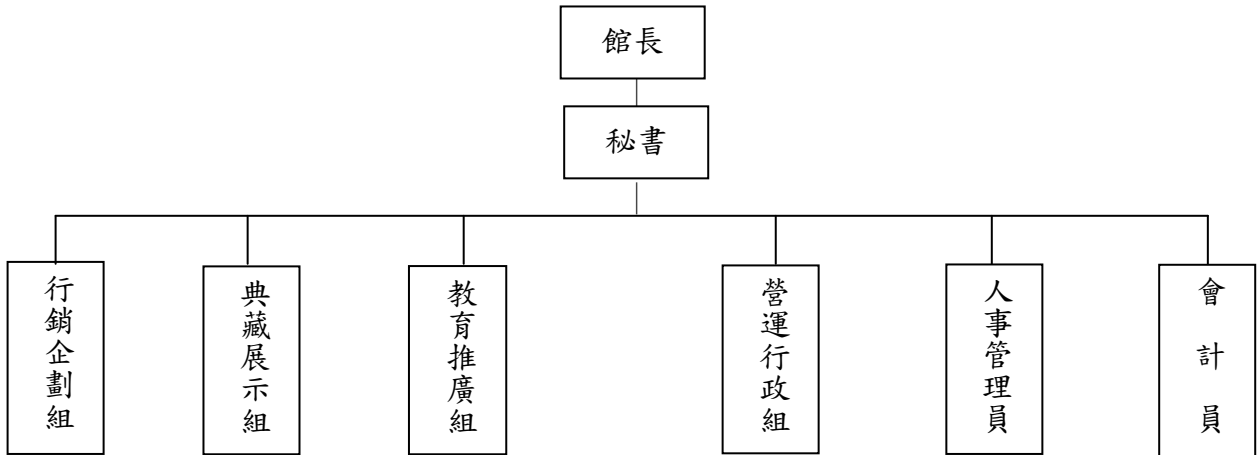 館長
秘書
行銷企劃組
典藏展示組
教育推廣組
營運行政組
人事管理員
會計員